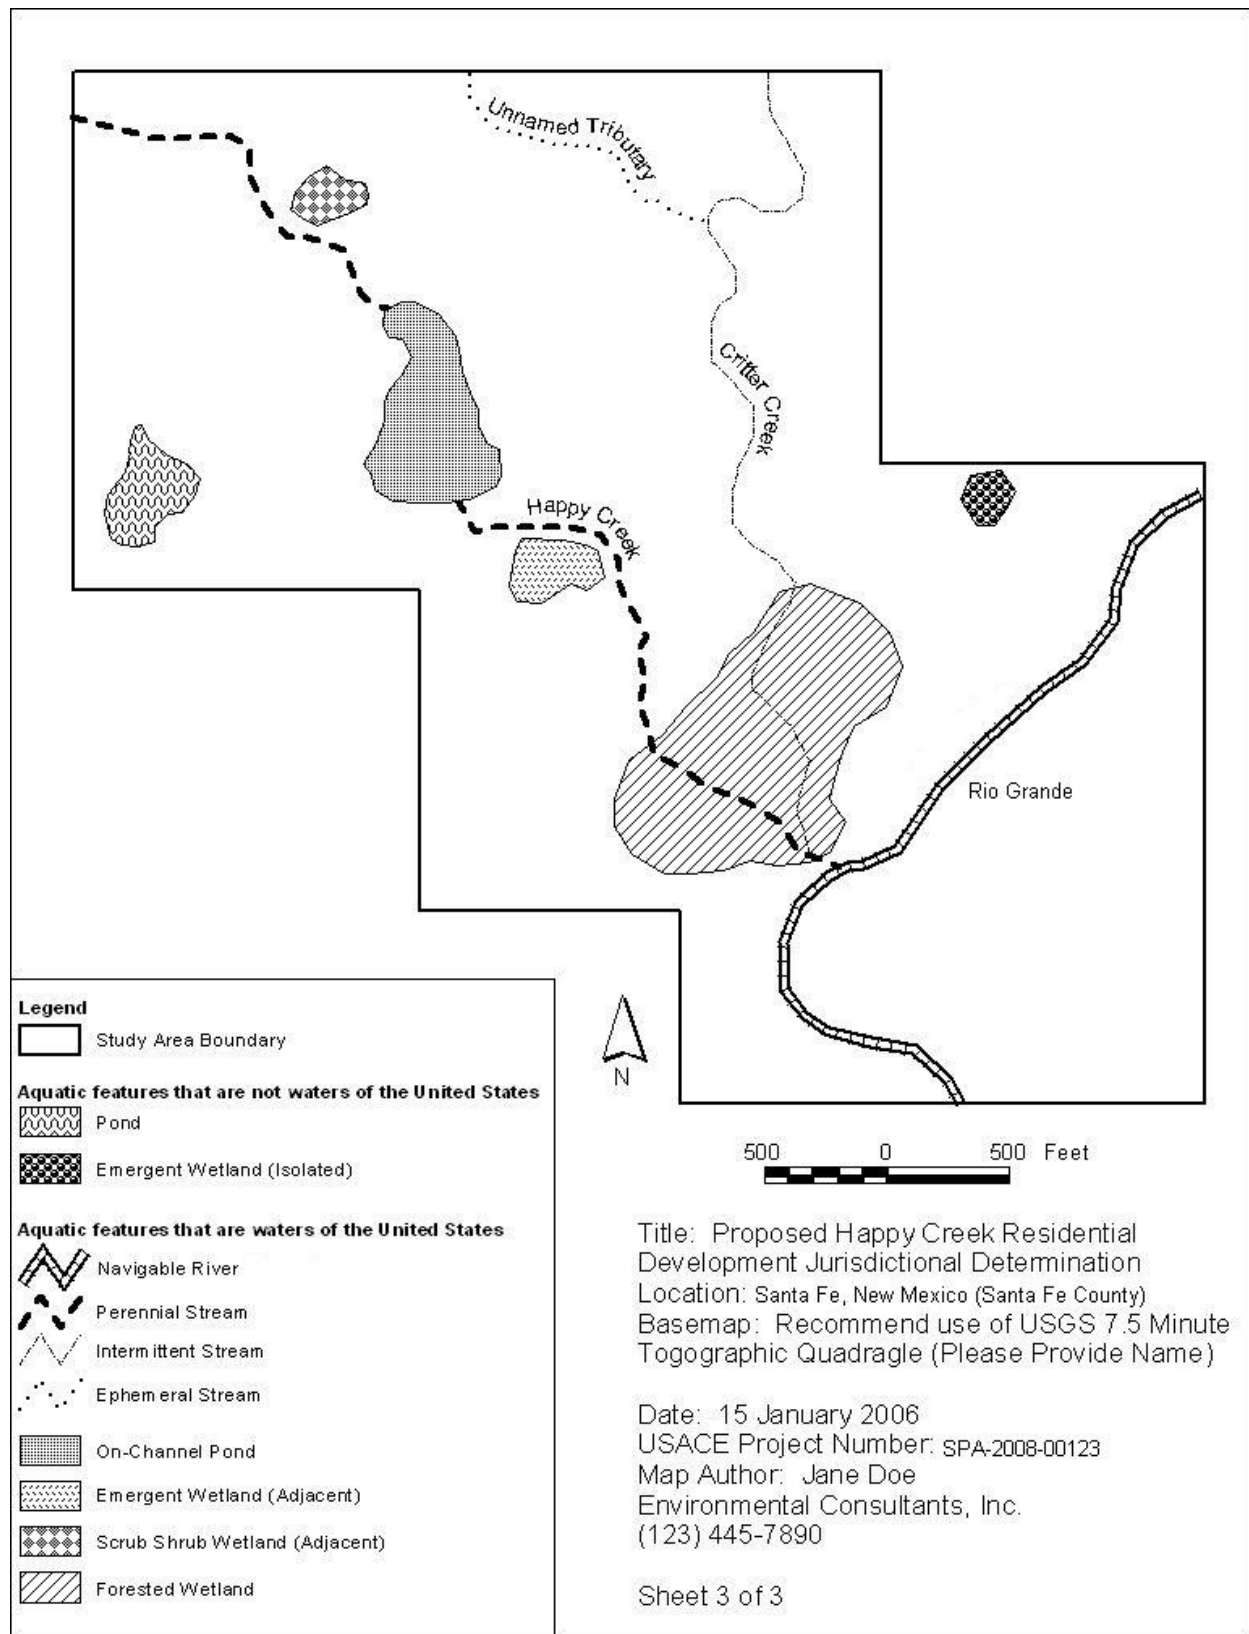 Unnamed Tributary
Critter Creek
Happy Creek
Rio Grande
N
Legend
Study Area Boundary
Aquatic features that are not waters of the United States
Pond
Emergent Wetland (Isolated)
Aquatic features that are waters of the United States
Navigable River
Perennial Stream
Intermittent Stream
Ephemeral Stream
On-Channel Pond
Emergent Wetland (Adjacent)
Scrub Shrub Wetland (Adjacent)
Forested Wetland
500 0 500 Feet
Title: Proposed Happy Creek Residential
Development Jurisdictional Determination
Location: Santa Fe, New Mexico (Santa Fe County)
Basemap: Recommend use of USGS 7.5 Minute
Togographic Quadragle (Please Provide Name)
Date: 15 January 2006
USACE Project Number: SPA-2008-00123
Map Author: Jane Doe
Environmental Consultants, Inc.
(123) 445-7890
Sheet 3 of 3